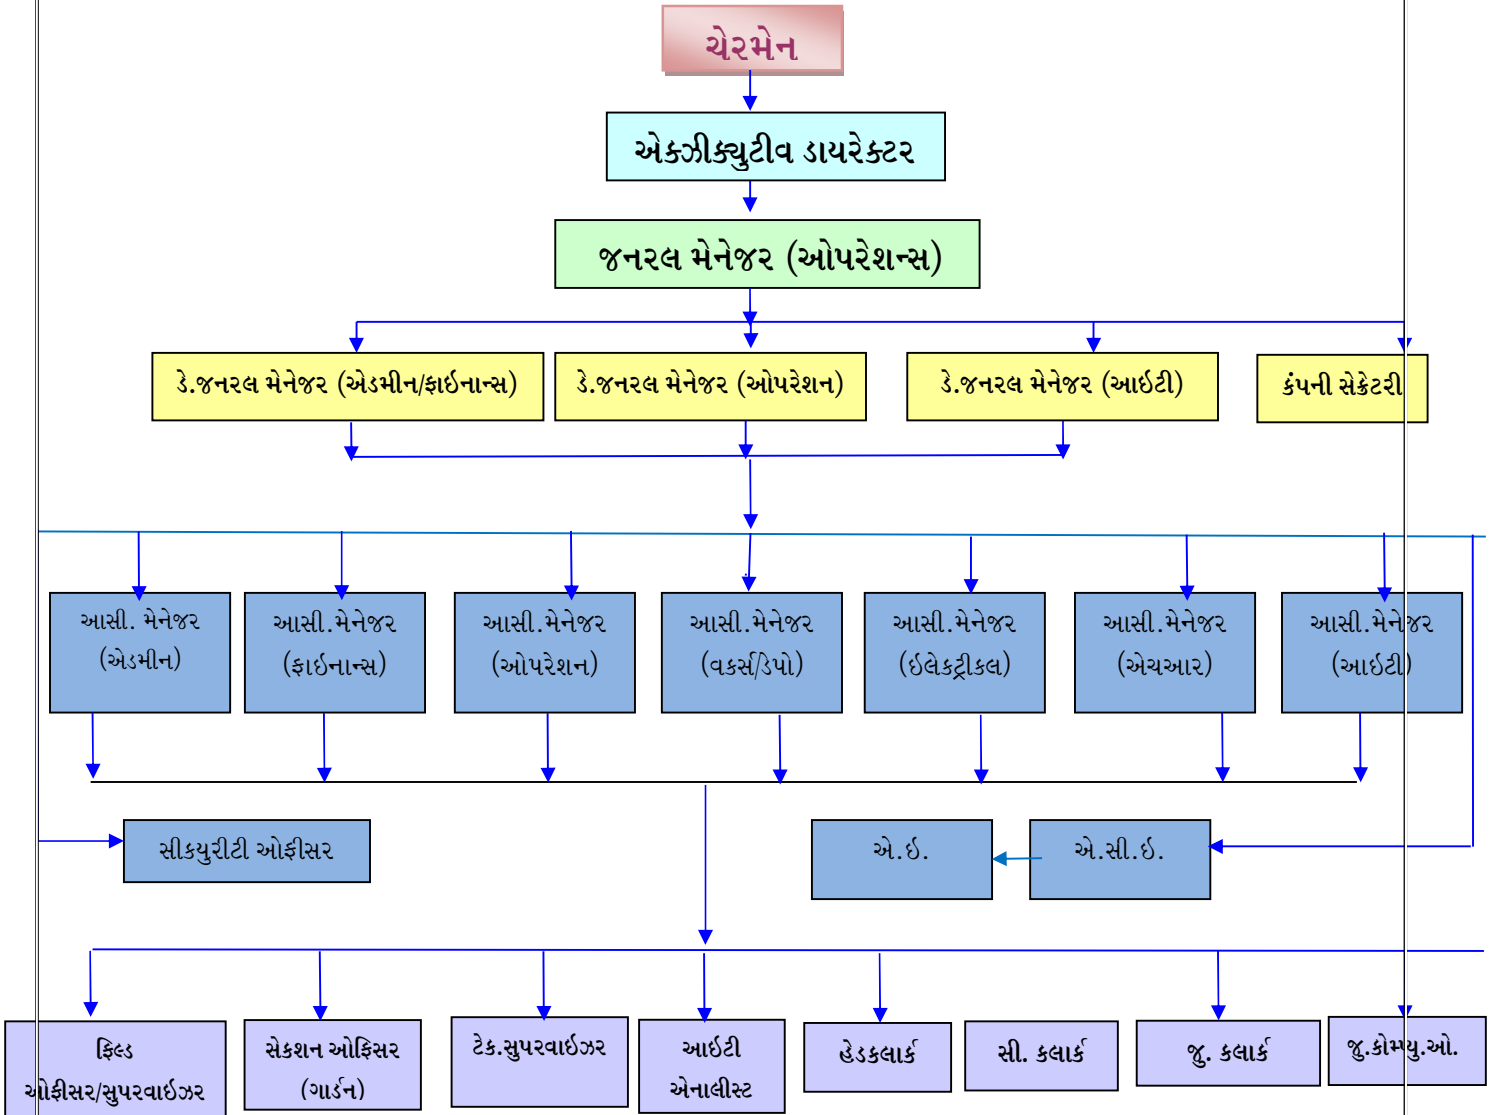 ચેરમેન
એક્ઝીક્યુટીવ ડાયરેક્ટર
જનરલ મેનેજર (ઓપરેશન્સ)
ડે.જનરલ મેનેજર (એડમીન/ફાઇનાન્સ)
ડે.જનરલ મેનેજર (ઓપરેશન)
ડે.જનરલ મેનેજર (આઇટી)
કંપની સેક્રેટરી
આસી. મેનેજર
(એડમીન)
આસી.મેનેજર
(ફાઇનાન્સ)
આસી.મેનેજર
(ઓપરેશન)
આસી.મેનેજર
(વકર્સ/ડેપો)
આસી.મેનેજર
(ઇલેકટ્રીકલ)
આસી.મેનેજર
(એચઆર)
આસી.મેનેજર
(આઇટી)
સીકયુરીટી ઓફીસર
એ.ઇ.
એ.સી.ઇ.
ફિલ્ડ
ઓફીસર/સુપરવાઇઝર
સેકશન ઓફિસર
(ગાર્ડન)
ટેક.સુપરવાઇઝર
આઇટી
એનાલીસ્ટ
હેડકલાર્ક
સી. કલાર્ક
જુ. કલાર્ક
જુ.કોમ્પ્યુ.ઓ.